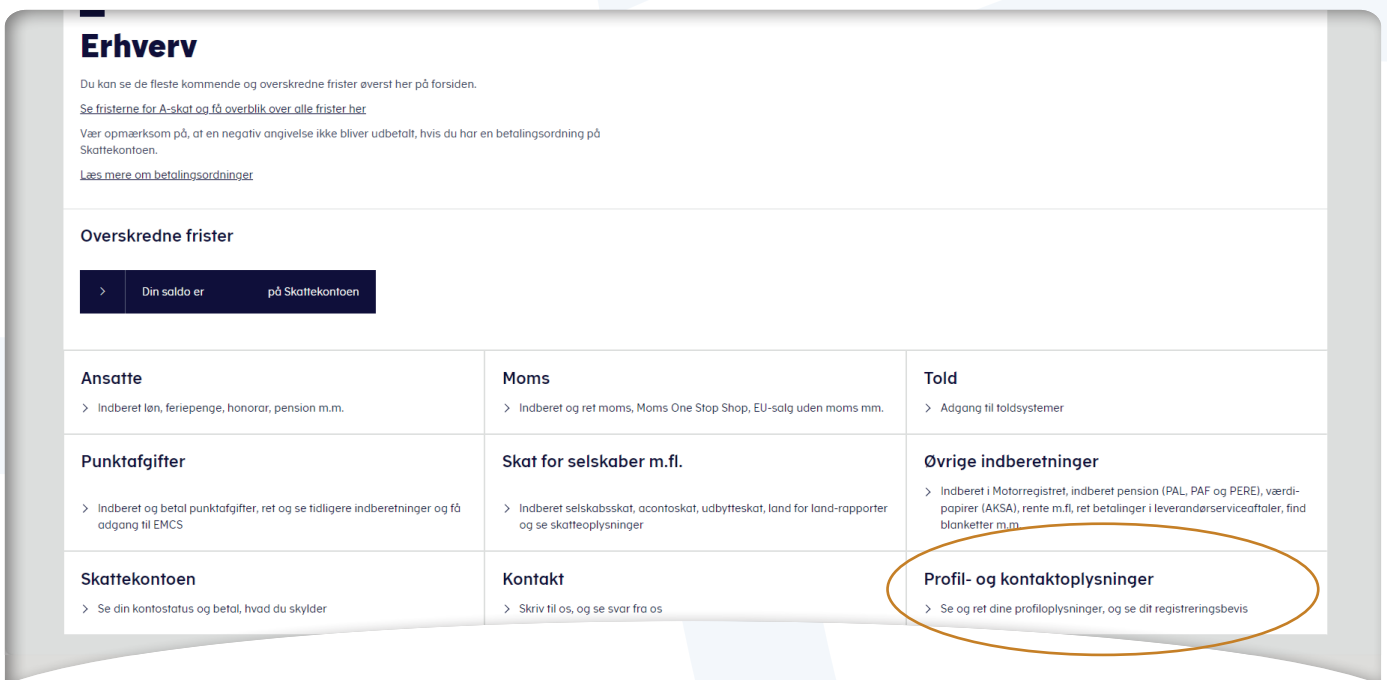 Erhverv
Du kan se de fleste kommende og overskredne frister øverst her på forsiden.
Se fristerne for A-skat og få overblik over alle frister her
Vær opmærksom på, at en negativ angivelse ikke bliver udbetalt, hvis du har en betalingsordning på
Skattekontoen.
Læs mere om betalingsordninger
Overskredne frister
Din saldo er på Skattekontoen
Ansatte
Indberet løn, feriepenge, honorar, pension m.m.
Moms
Indberet og ret moms, Moms One Stop Shop, EU-salg uden moms mm.
Told
Adgang til toldsystemer
Punktafgifter
Indberet og betal punktafgifter, ret og se tidligere indberetninger og få
adgang til EMCS
Skat for selskaber m.fl.
Indberet selskabsskat, acontoskat, udbytteskat, land for land-rapporter
og se skatteoplysninger
Øvrige indberetninger
Indberet i Motorregistret, indberet pension (PAL, PAF og PERE), værdi-
papirer (AKSA), rente m.fl, ret betalinger i leverandørserviceaftaler, find
blanketter m.m.
Skattekontoen
Se din kontostatus og betal, hvad du skylder
Kontakt
Skriv til os, og se svar fra os
Profil- og kontaktoplysninger
Se og ret dine profiloplysninger, og se dit registreringsbevis